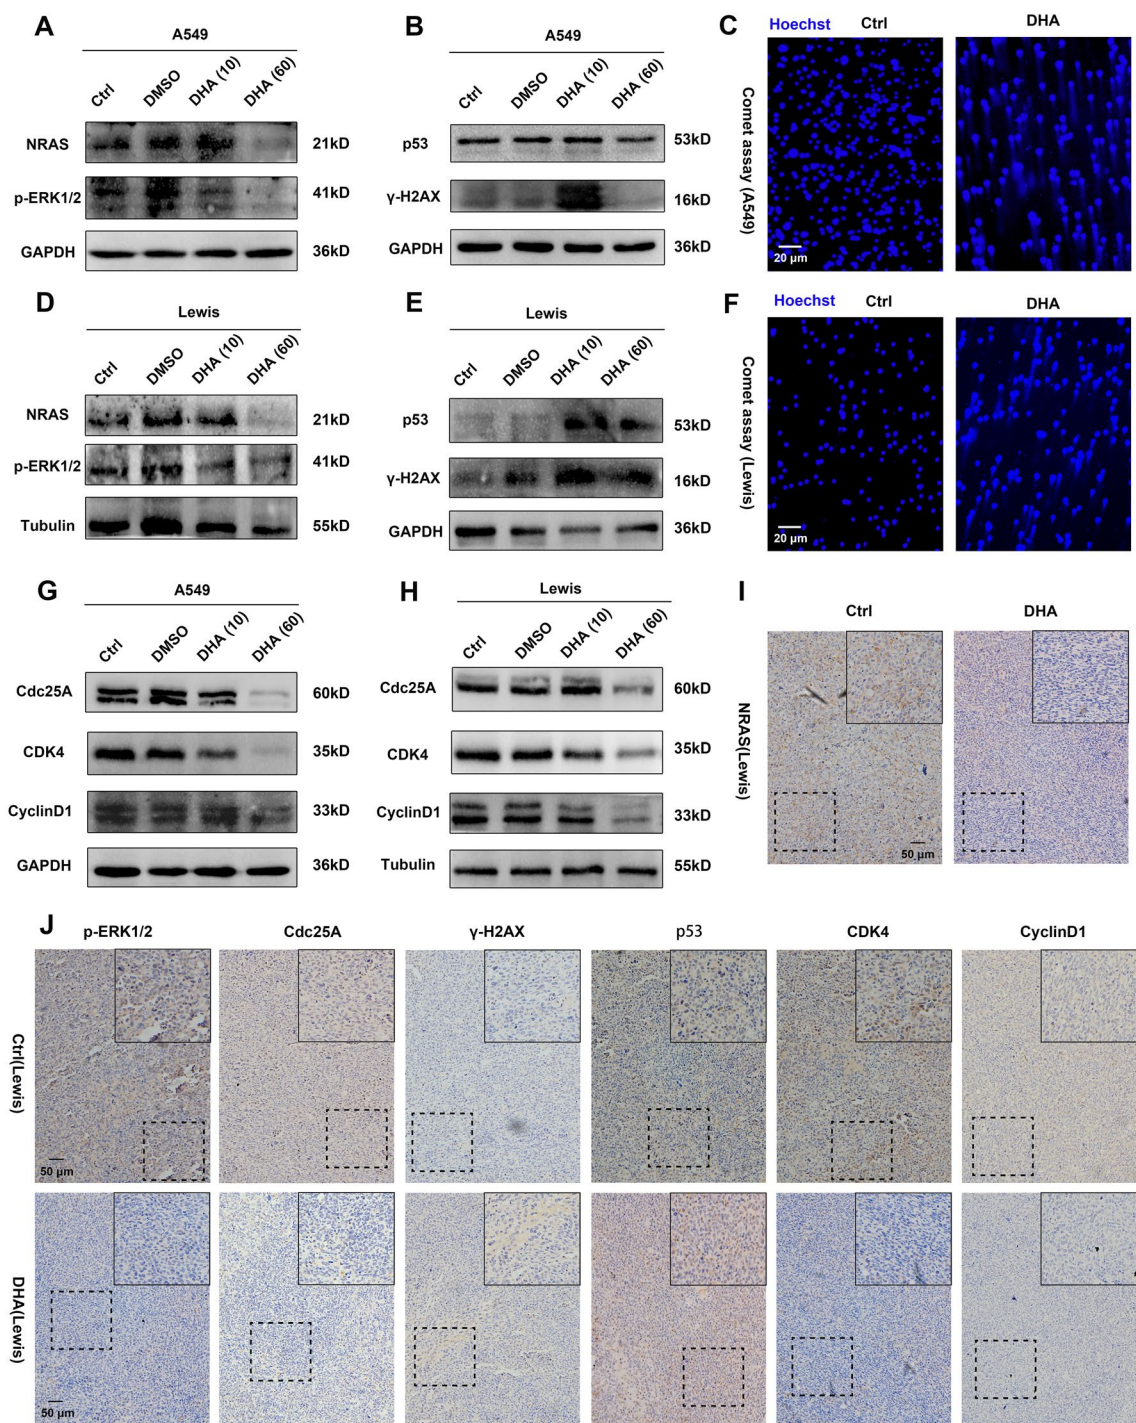 A
A549
Ctrl
DMSO
DHA (10)
DHA (60)
NRAS
21kD
p-ERK1/2
41kD
GAPDH
36kD
B
A549
Ctrl
DMSO
DHA (10)
DHA (60)
p53
53kD
γ-H2AX
16kD
GAPDH
36kD
C
Hoechst Ctrl
DHA
Comet assay (A549)
20 μm
D
Lewis
Ctrl
DMSO
DHA (10)
DHA (60)
NRAS
21kD
p-ERK1/2
41kD
Tubulin
55kD
E
Lewis
Ctrl
DMSO
DHA (10)
DHA (60)
p53
53kD
γ-H2AX
16kD
GAPDH
36kD
F
Hoechst Ctrl
DHA
Comet assay (Lewis)
20 μm
G
A549
Ctrl
DMSO
DHA (10)
DHA (60)
Cdc25A
60kD
CDK4
35kD
CyclinD1
33kD
GAPDH
36kD
H
Lewis
Ctrl
DMSO
DHA (10)
DHA (60)
Cdc25A
60kD
CDK4
35kD
CyclinD1
33kD
Tubulin
55kD
I
Ctrl
DHA
NRAS(Lewis)
50 μm
J
p-ERK1/2
Cdc25A
γ-H2AX
p53
CDK4
CyclinD1
Ctrl(Lewis)
50 μm
DHA(Lewis)
50 μm